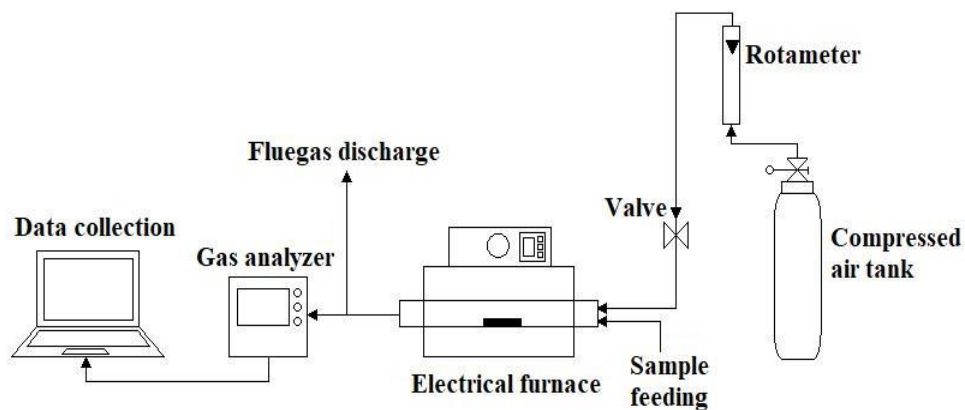 Rotameter
Fluegas discharge
Valve
Data collection
Gas analyzer
Compressed
air tank
Electrical furnace
Sample
feeding